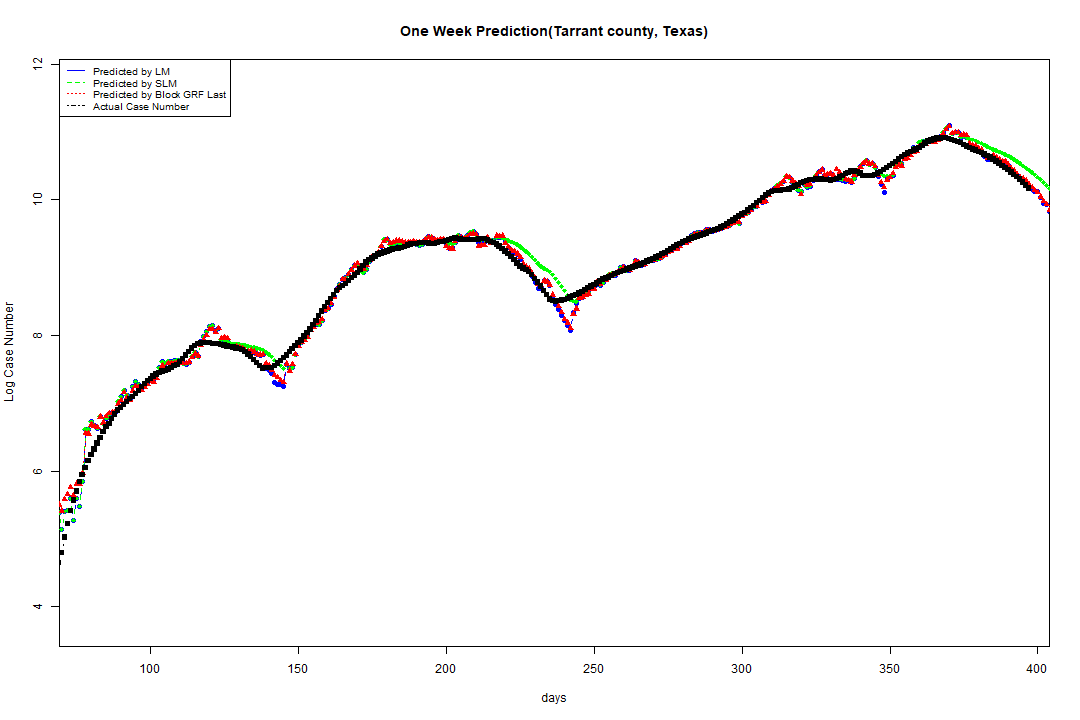 One Week Prediction(Tarrant county, Texas)
Predicted by LM
Predicted by SLM
Predicted by Block GRF Last
Actual Case Number
12
10
8
6
4
Log Case Number
100 150 200 250 300 350 400
days